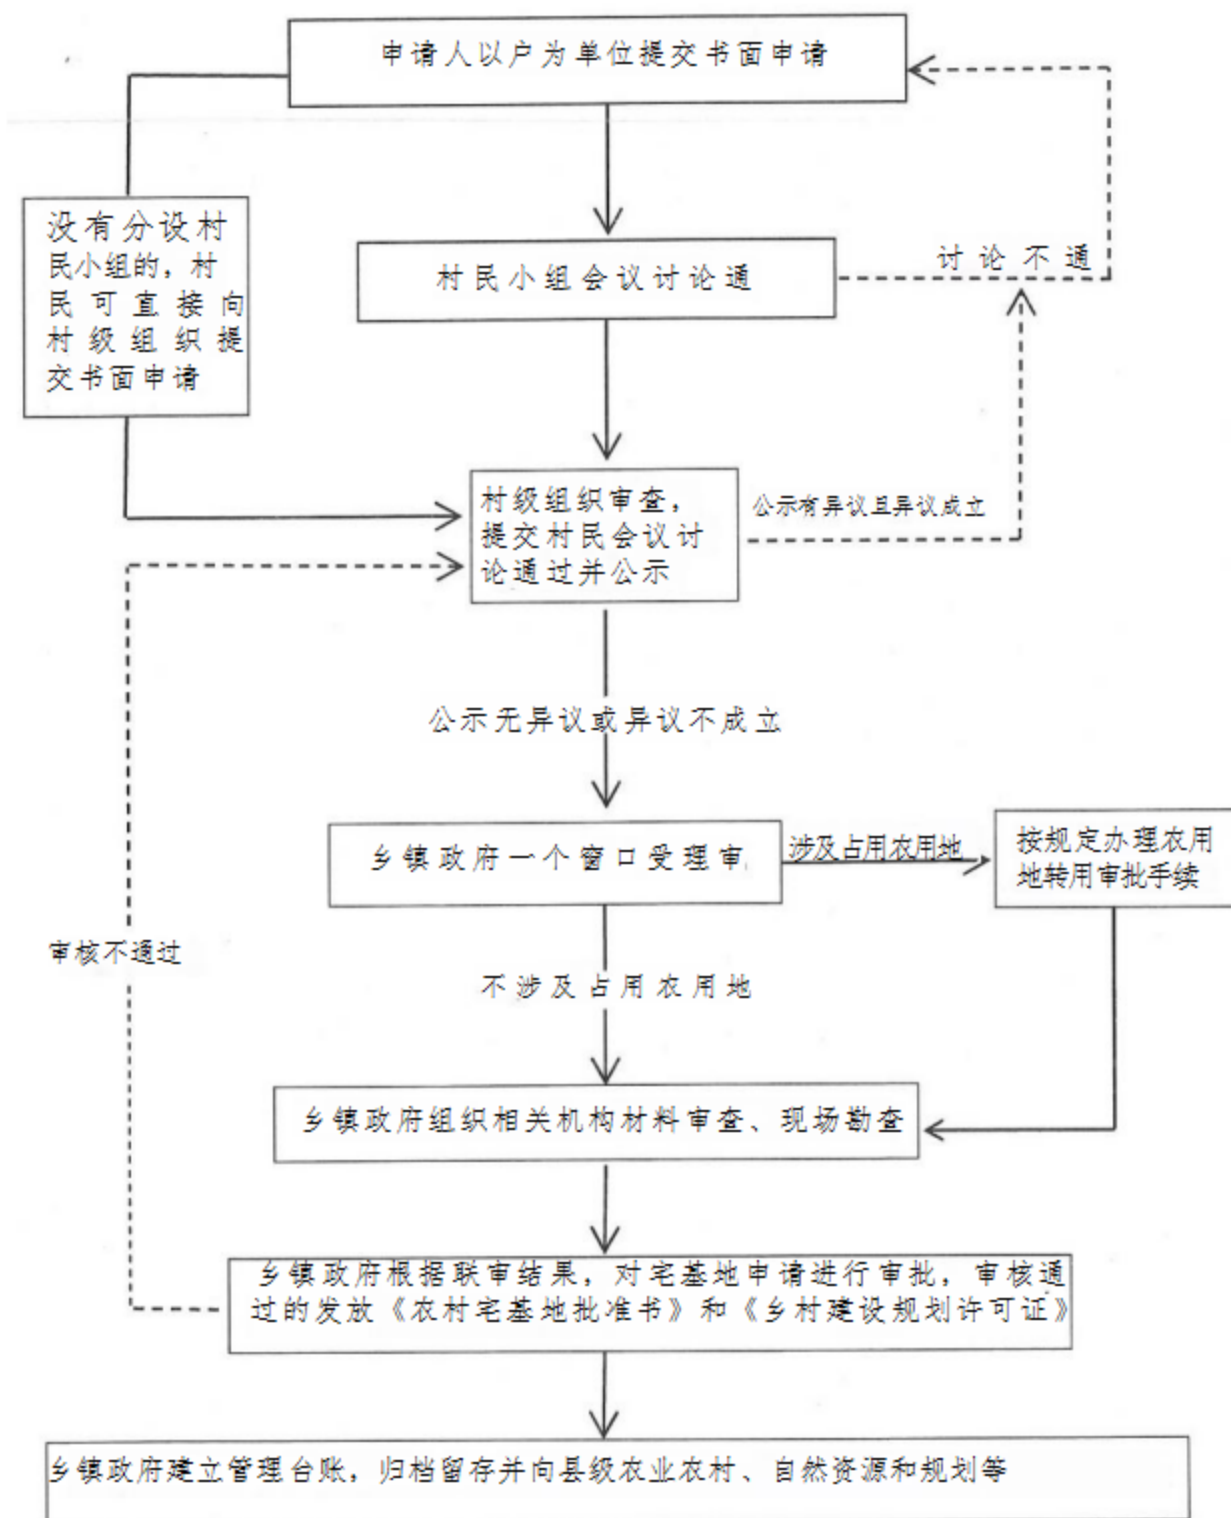 申请人以户为单位提交书面申请
没有分设村
民小组的，村
民可直接向
村级组织提
交书面申请
村民小组会议讨论通
讨论不通
村级组织审查，
提交村民会议讨
论通过并公示
公示有异议且异议成立
公示无异议或异议不成立
乡镇政府一个窗口受理审
涉及占用农用地
按规定办理农用
地转用审批手续
审核不通过
不涉及占用农用地
乡镇政府组织相关机构材料审查、现场勘查
乡镇政府根据联审结果，对宅基地申请进行审批，审核通
过的发放《农村宅基地批准书》和《乡村建设规划许可证》
乡镇政府建立管理台账，归档留存并向县级农业农村、自然资源和规划等